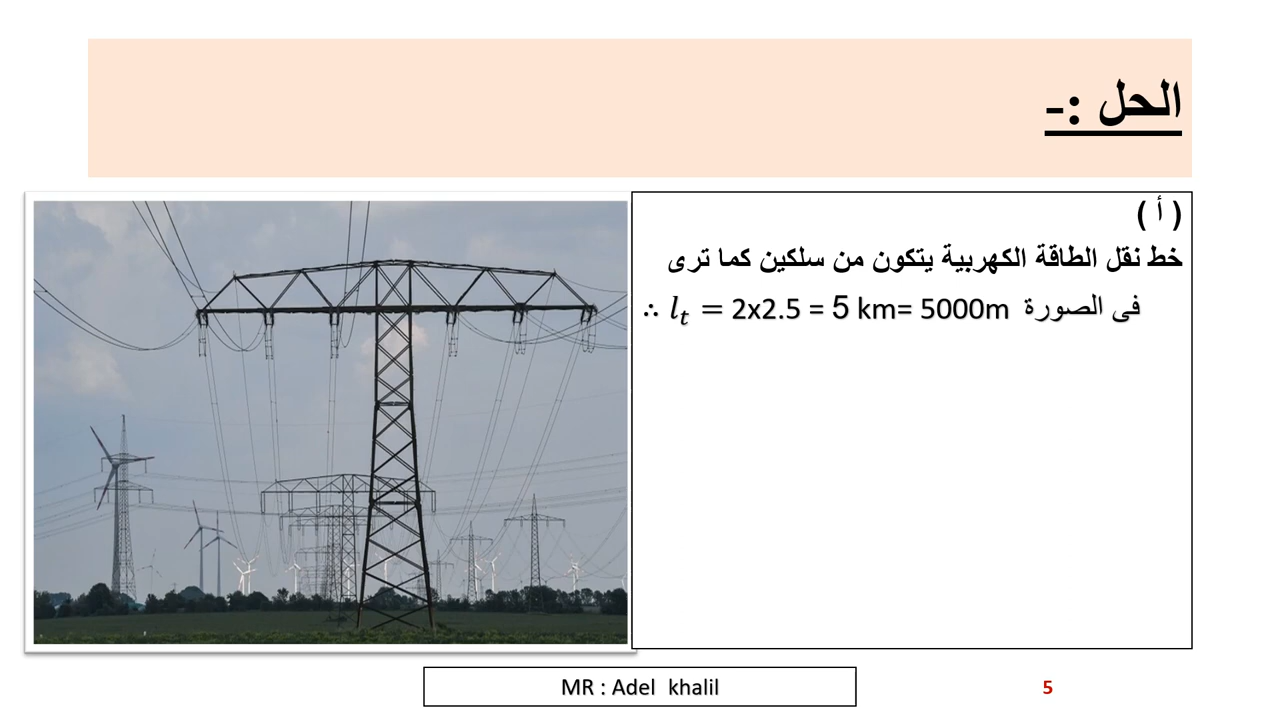 الحل :-
( أ )
خط نقل الطاقة الكهربية يتكون من سلكين كما ترى
فى الصورة ∴ lₜ = 2x2.5 = 5 km= 5000m
MR : Adel khalil
5